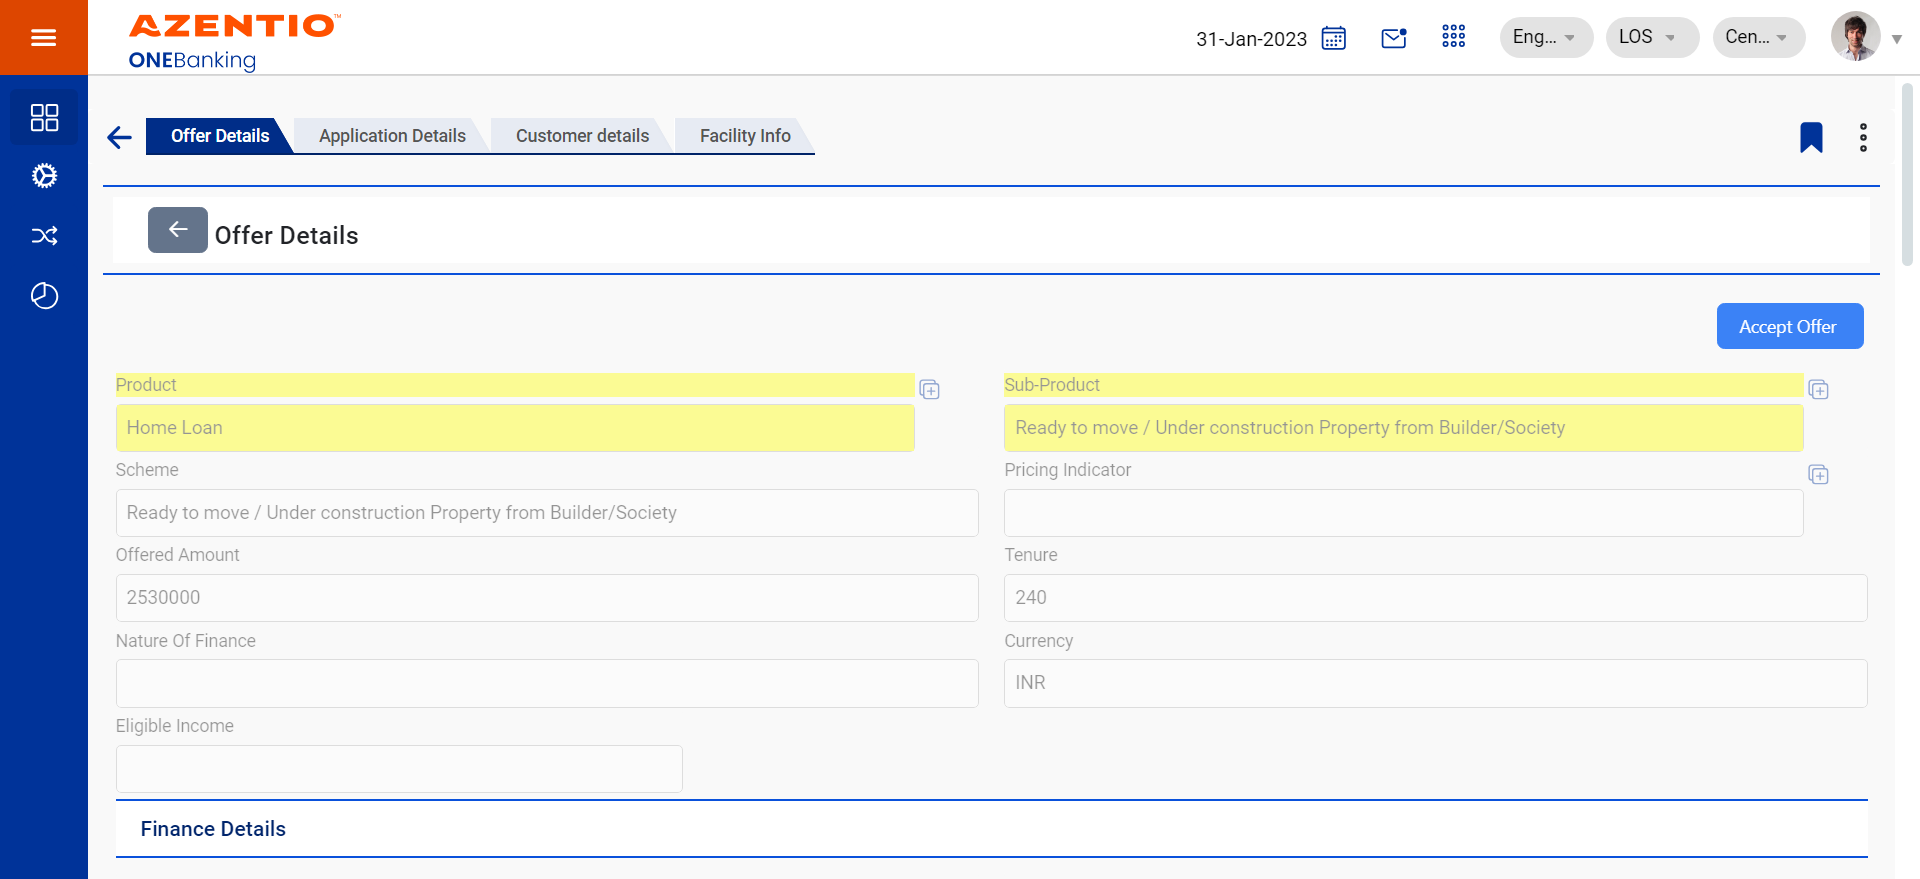 AZENTIO™
ONEBanking
31-Jan-2023
Eng...
LOS
Cen...
Offer Details
Application Details
Customer details
Facility Info
Offer Details
Accept Offer
Product
Sub-Product
Home Loan
Ready to move / Under construction Property from Builder/Society
Scheme
Pricing Indicator
Ready to move / Under construction Property from Builder/Society
Offered Amount
Tenure
2530000
240
Nature Of Finance
Currency
INR
Eligible Income
Finance Details